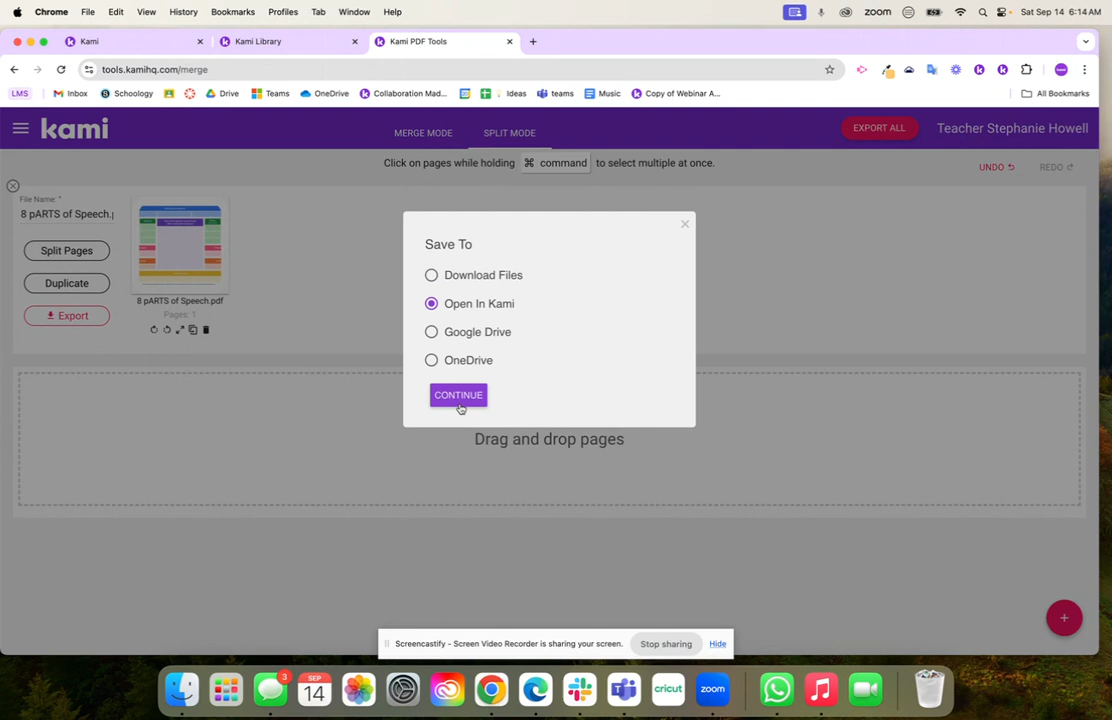 Chrome File Edit View History Bookmarks Profiles Tab Window Help zoom Sat Sep 14 6:14 AM
Kami Kami Library Kami PDF Tools
tools.kamihq.com/merge
LMS Inbox Schoology Drive Teams OneDrive Collaboration Mad... Ideas teams Music Copy of Webinar A... All Bookmarks
kami MERGE MODE SPLIT MODE EXPORT ALL Teacher Stephanie Howell
Click on pages while holding ⌘ command to select multiple at once.
UNDO REDO
File Name: *
8 pARTS of Speech.p
Split Pages
Duplicate
Export
8 pARTS of Speech.pdf
Pages: 1
Save To
Download Files
Open In Kami
Google Drive
OneDrive
CONTINUE
Drag and drop pages
Screencastify - Screen Video Recorder is sharing your screen. Stop sharing Hide
3
SEP
14
cricut
zoom